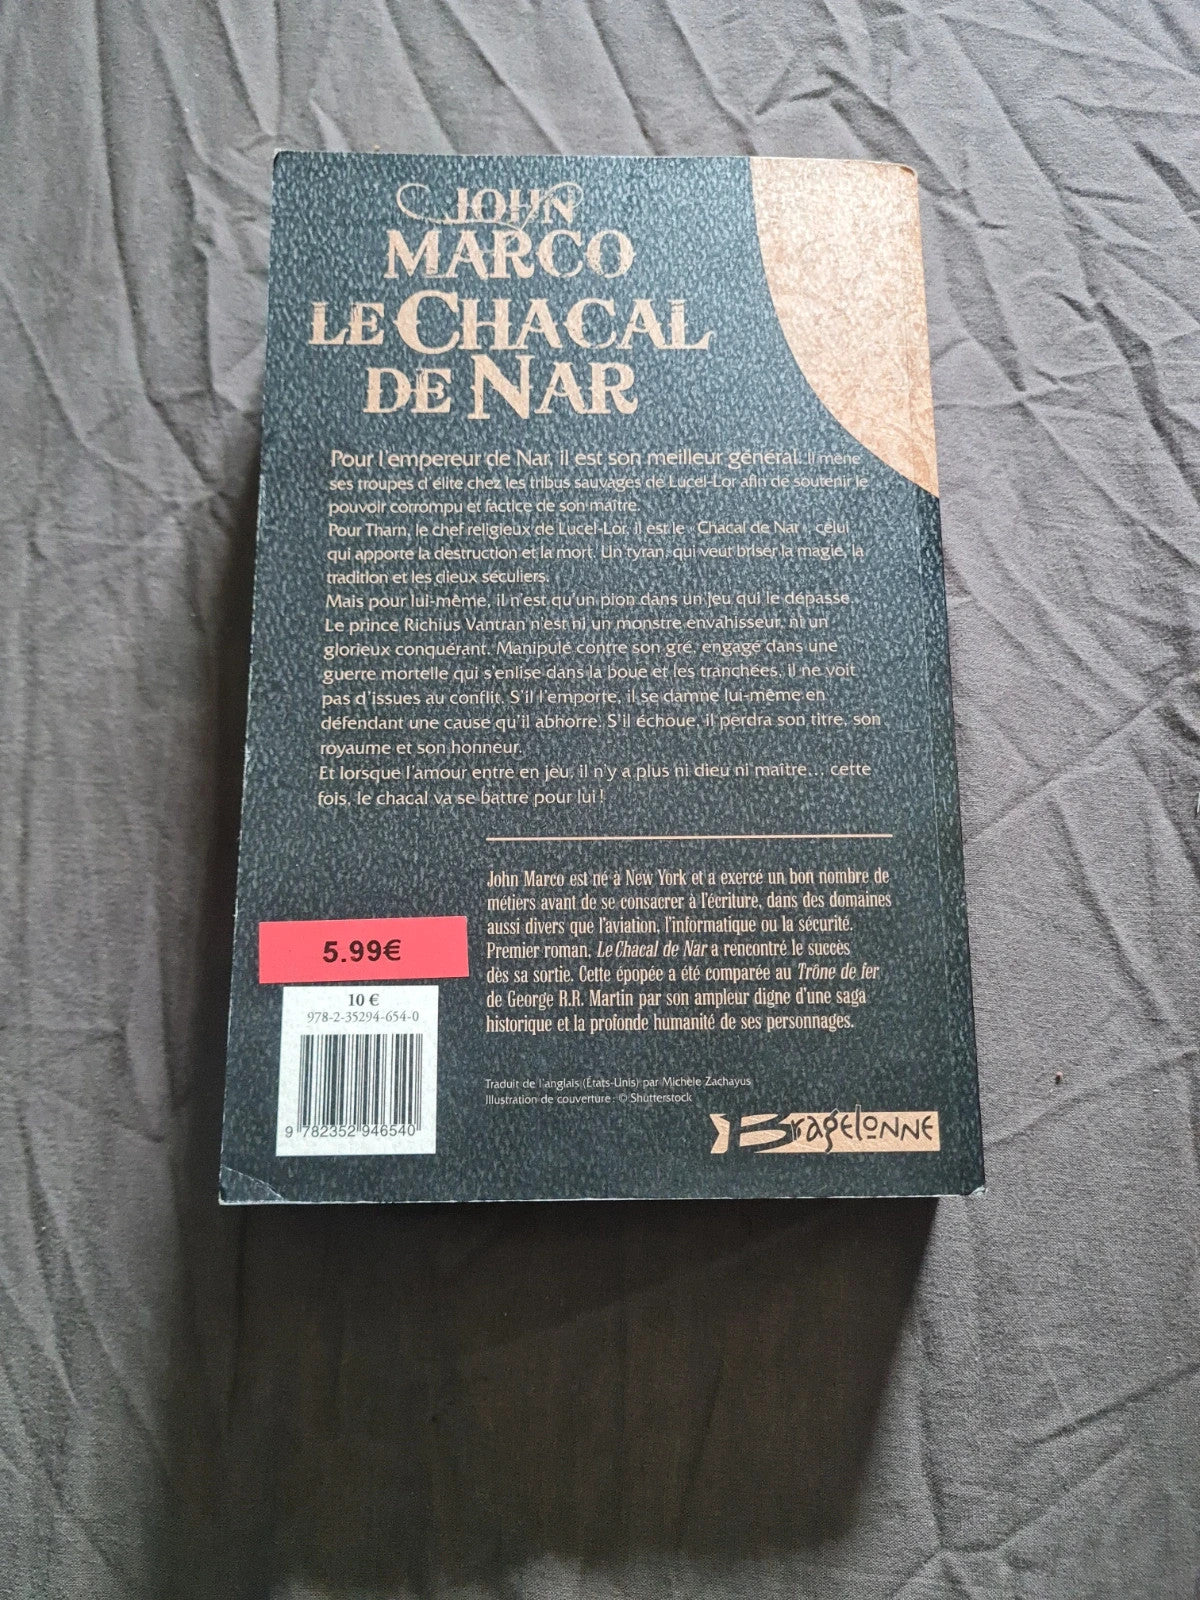 JOHN
MARCO
LE CHACAL
DE NAR
Pour l'empereur de Nar, il est son meilleur général. Il mène
ses troupes d'élite chez les tribus sauvages de Lucel-Lor afin de soutenir le
pouvoir corrompu et factice de son maître.
Pour Tharn, le chef religieux de Lucel-Lor, il est le « Chacal de Nar », celui
qui apporte la destruction et la mort. Un tyran, qui veut briser la magie, la
tradition et les dieux séculiers.
Mais pour lui-même, il n'est qu'un pion dans un jeu qui le dépasse.
Le prince Richius Vantran n'est ni un monstre envahisseur, ni un
glorieux conquérant. Manipulé contre son gré, engagé dans une
guerre mortelle qui s'enlise dans la boue et les tranchées, il ne voit
pas d'issues au conflit. S'il l'emporte, il se damne lui-même en
défendant une cause qu'il abhorre. S'il échoue, il perdra son titre, son
royaume et son honneur.
Et lorsque l'amour entre en jeu, il n'y a plus ni dieu ni maître… cette
fois, le chacal va se battre pour lui !
John Marco est né à New York et a exercé un bon nombre de
métiers avant de se consacrer à l'écriture, dans des domaines
aussi divers que l'aviation, l'informatique ou la sécurité.
Premier roman, Le Chacal de Nar a rencontré le succès
dès sa sortie. Cette épopée a été comparée au Trône de fer
de George R.R. Martin par son ampleur digne d'une saga
historique et la profonde humanité de ses personnages.
5.99€
10 €
978-2-35294-654-0
9 782352 946540
Traduit de l'anglais (États-Unis) par Michèle Zachayus
Illustration de couverture : © Shutterstock
BRAGELONNE